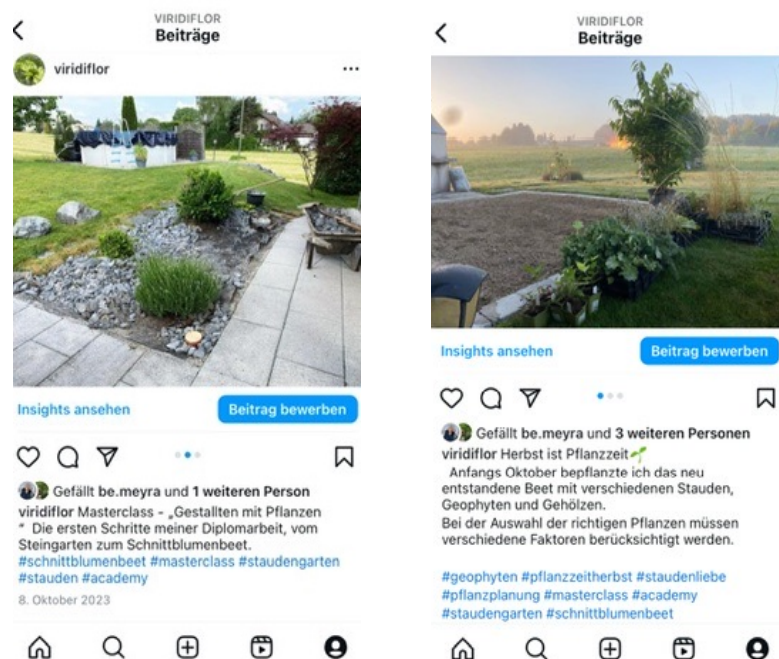 VIRIDIFLOR
Beiträge
viridiflor
Insights ansehen
Beitrag bewerben
Gefällt be.meyra und 1 weiteren Person
viridiflor Masterclass - „Gestallten mit Pflanzen
“ Die ersten Schritte meiner Diplomarbeit, vom
Steingarten zum Schnittblumenbeet.
#schnittblumenbeet #masterclass #staudengarten
#stauden #academy
8. Oktober 2023
VIRIDIFLOR
Beiträge
Insights ansehen
Beitrag bewerben
Gefällt be.meyra und 3 weiteren Personen
viridiflor Herbst ist Pflanzzeit🌱
Anfangs Oktober bepflanzte ich das neu
entstandene Beet mit verschiedenen Stauden,
Geophyten und Gehölzen.
Bei der Auswahl der richtigen Pflanzen müssen
verschiedene Faktoren berücksichtigt werden.
#geophyten #pflanzzeitherbst #staudenliebe
#pflanzplanung #masterclass #academy
#staudengarten #schnittblumenbeet